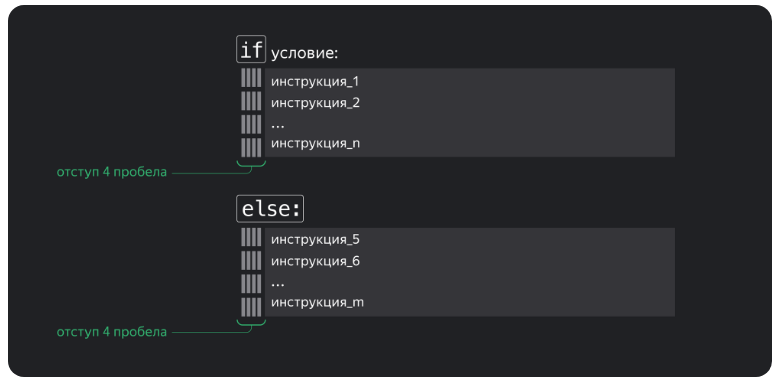 if условие:
инструкция_1
инструкция_2
...
инструкция_n
отступ 4 пробела
else:
инструкция_5
инструкция_6
...
инструкция_m
отступ 4 пробела